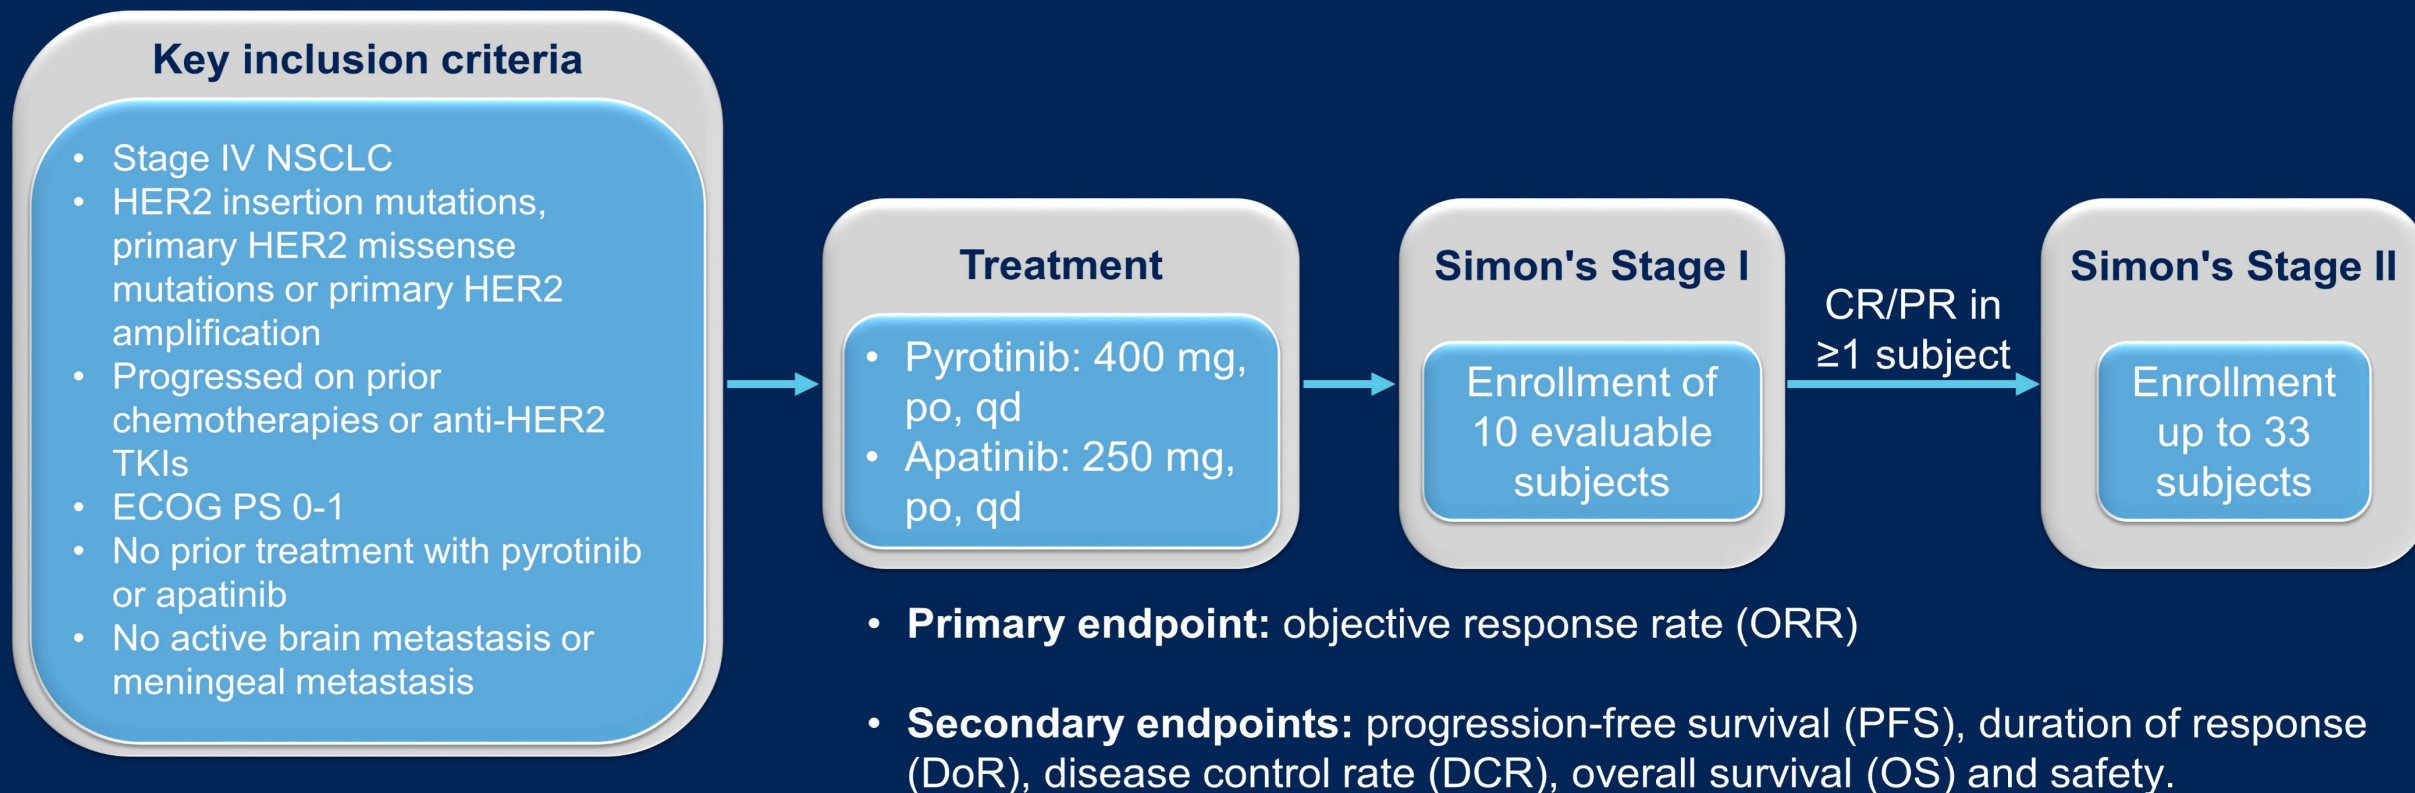 Key inclusion criteria
• Stage IV NSCLC
• HER2 insertion mutations,
primary HER2 missense
mutations or primary HER2
amplification
• Progressed on prior
chemotherapies or anti-HER2
TKIs
• ECOG PS 0-1
• No prior treatment with pyrotinib
or apatinib
• No active brain metastasis or
meningeal metastasis
Treatment
• Pyrotinib: 400 mg,
po, qd
• Apatinib: 250 mg,
po, qd
Simon's Stage I
Enrollment of
10 evaluable
subjects
CR/PR in
≥1 subject
Simon's Stage II
Enrollment
up to 33
subjects
• Primary endpoint: objective response rate (ORR)
• Secondary endpoints: progression-free survival (PFS), duration of response
(DoR), disease control rate (DCR), overall survival (OS) and safety.